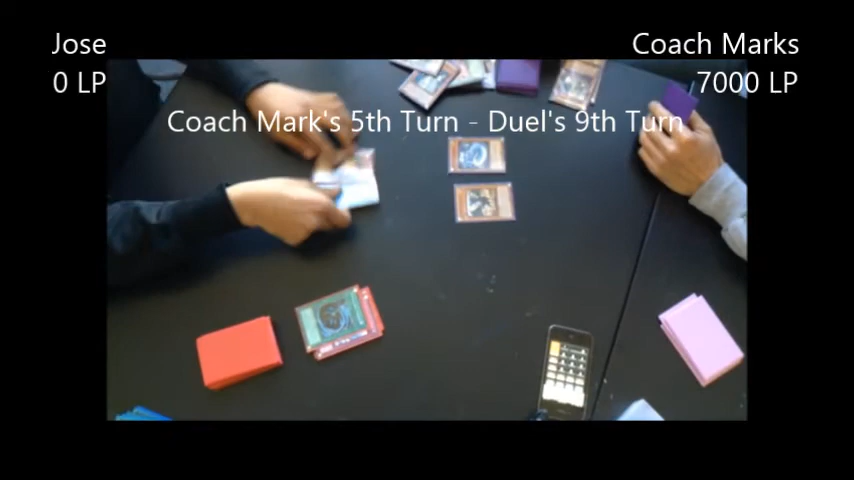 Jose
Coach Marks
0 LP
7000 LP
Coach Mark's 5th Turn - Duel's 9th Turn